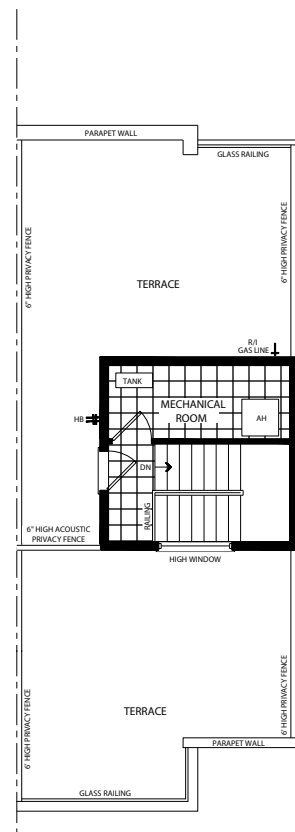 PARAPET WALL
GLASS RAILING
6" HIGH PRIVACY FENCE
6" HIGH PRIVACY FENCE
TERRACE
R/I
GAS LINE
TANK
MECHANICAL
ROOM
AH
HB
DN
RAILING
6" HIGH ACOUSTIC
PRIVACY FENCE
HIGH WINDOW
6' HIGH PRIVACY FENCE
6' HIGH PRIVACY FENCE
TERRACE
PARAPET WALL
GLASS RAILING